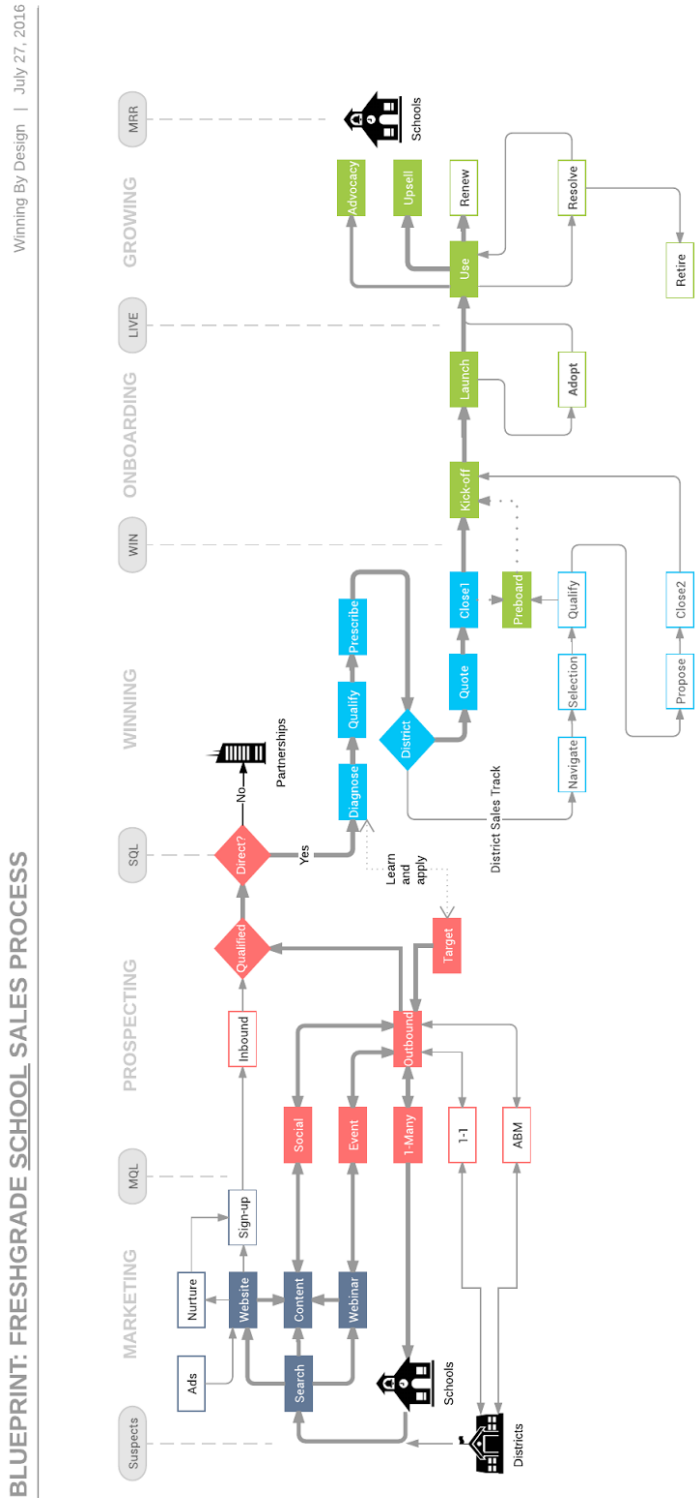 BLUEPRINT: FRESHGRADE SCHOOL SALES PROCESS
Winning By Design | July 27, 2016
Suspects
MARKETING
MQL
PROSPECTING
SQL
WINNING
WIN
ONBOARDING
LIVE
GROWING
MRR
Ads
Nurture
Website
Sign-up
Inbound
Qualified
Direct?
No
Partnerships
Yes
Search
Content
Webinar
Social
Event
1-Many
1-1
ABM
Outbound
Target
Learn
and
apply
Schools
Districts
Diagnose
Qualify
Prescribe
District
District Sales Track
Quote
Close1
Preboard
Navigate
Selection
Qualify
Propose
Close2
Kick-off
Launch
Adopt
Use
Advocacy
Upsell
Renew
Resolve
Retire
Schools